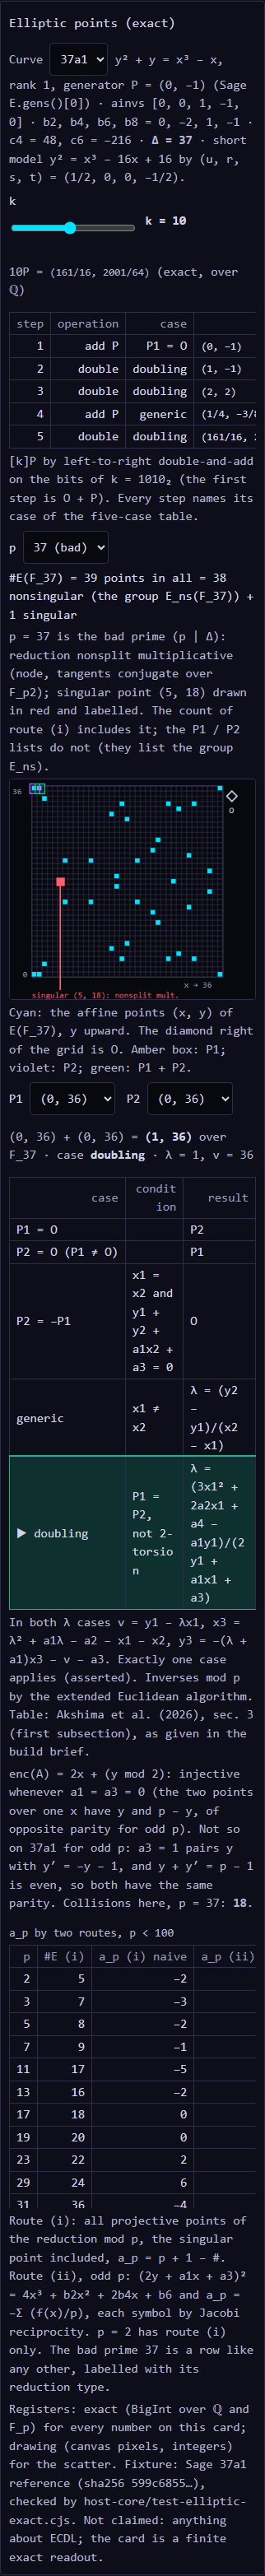 Elliptic points (exact)
Curve 37a1 y² + y = x³ − x,
rank 1, generator P = (0, −1) (Sage
E.gens()[0]) · ainvs [0, 0, 1, −1,
0] · b2, b4, b6, b8 = 0, −2, 1, −1 ·
c4 = 48, c6 = −216 · Δ = 37 · short
model y² = x³ − 16x + 16 by (u, r,
s, t) = (1/2, 0, 0, −1/2).
k
k = 10
10P = (161/16, 2001/64) (exact, over
ℚ)
step operation case
1 add P P1 = O (0, −1)
2 double doubling (1, −1)
3 double doubling (2, 2)
4 add P generic (1/4, −3/8
5 double doubling (161/16,
[k]P by left-to-right double-and-add
on the bits of k = 1010₂ (the first
step is O + P). Every step names its
case of the five-case table.
p 37 (bad)
#E(F_37) = 39 points in all = 38
nonsingular (the group E_ns(F_37)) +
1 singular
p = 37 is the bad prime (p | Δ):
reduction nonsplit multiplicative
(node, tangents conjugate over
F_p2); singular point (5, 18) drawn
in red and labelled. The count of
route (i) includes it; the P1 / P2
lists do not (they list the group
E_ns).
36
O
0
x → 36
singular (5, 18): nonsplit mult.
Cyan: the affine points (x, y) of
E(F_37), y upward. The diamond right
of the grid is O. Amber box: P1;
violet: P2; green: P1 + P2.
P1 (0, 36) P2 (0, 36)
(0, 36) + (0, 36) = (1, 36) over
F_37 · case doubling · λ = 1, ν = 36
case condit
ion result
P1 = O P2
P2 = O (P1 ≠ O) P1
P2 = −P1 x1 =
x2 and
y1 +
y2 +
a1x2 +
a3 = 0 O
generic x1 ≠
x2 λ = (y2
−
y1)/(x2
− x1)
▶ doubling P1 =
P2,
not 2-
torsio
n λ =
(3x1² +
2a2x1 +
a4 −
a1y1)/(2
y1 +
a1x1 +
a3)
In both λ cases ν = y1 − λx1, x3 =
λ² + a1λ − a2 − x1 − x2, y3 = −(λ +
a1)x3 − ν − a3. Exactly one case
applies (asserted). Inverses mod p
by the extended Euclidean algorithm.
Table: Akshima et al. (2026), sec. 3
(first subsection), as given in the
build brief.
enc(A) = 2x + (y mod 2): injective
whenever a1 = a3 = 0 (the two points
over one x have y and p − y, of
opposite parity for odd p). Not so
on 37a1 for odd p: a3 = 1 pairs y
with y′ = −y − 1, and y + y′ = p − 1
is even, so both have the same
parity. Collisions here, p = 37: 18.
a_p by two routes, p < 100
p #E (i) a_p (i) naive a_p (ii)
2 5 −2
3 7 −3
5 8 −2
7 9 −1
11 17 −5
13 16 −2
17 18 0
19 20 0
23 22 2
29 24 6
31 36 −4
Route (i): all projective points of
the reduction mod p, the singular
point included, a_p = p + 1 − #.
Route (ii), odd p: (2y + a1x + a3)²
= 4x³ + b2x² + 2b4x + b6 and a_p =
−Σ (f(x)/p), each symbol by Jacobi
reciprocity. p = 2 has route (i)
only. The bad prime 37 is a row like
any other, labelled with its
reduction type.
Registers: exact (BigInt over ℚ and
F_p) for every number on this card;
drawing (canvas pixels, integers)
for the scatter. Fixture: Sage 37a1
reference (sha256 599c6855…),
checked by host-core/test-elliptic-
exact.cjs. Not claimed: anything
about ECDL; the card is a finite
exact readout.